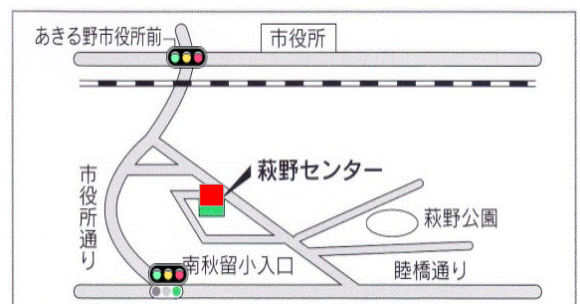 あきる野市役所前
市役所
萩野センター
市役所通り
萩野公園
南秋留小入口
睦橋通り